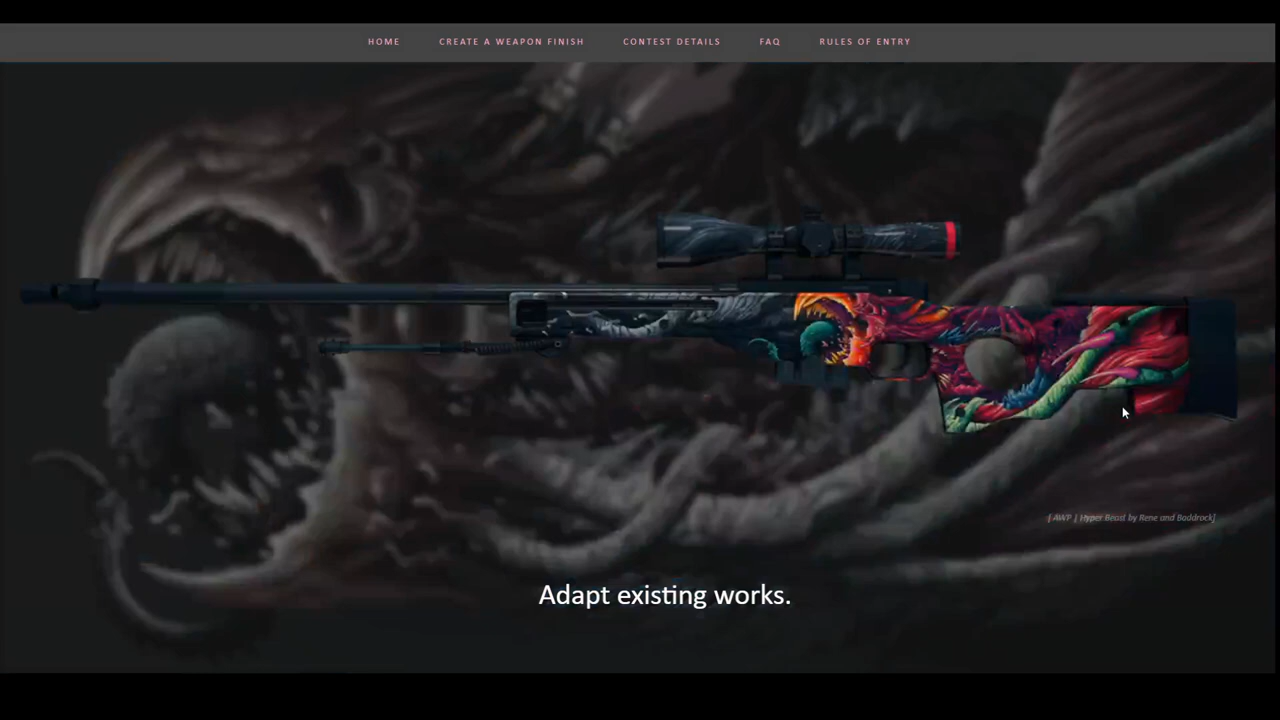 HOME CREATE A WEAPON FINISH CONTEST DETAILS FAQ RULES OF ENTRY
[ AWP | Hyper Beast by Rene and Baddrock]
Adapt existing works.